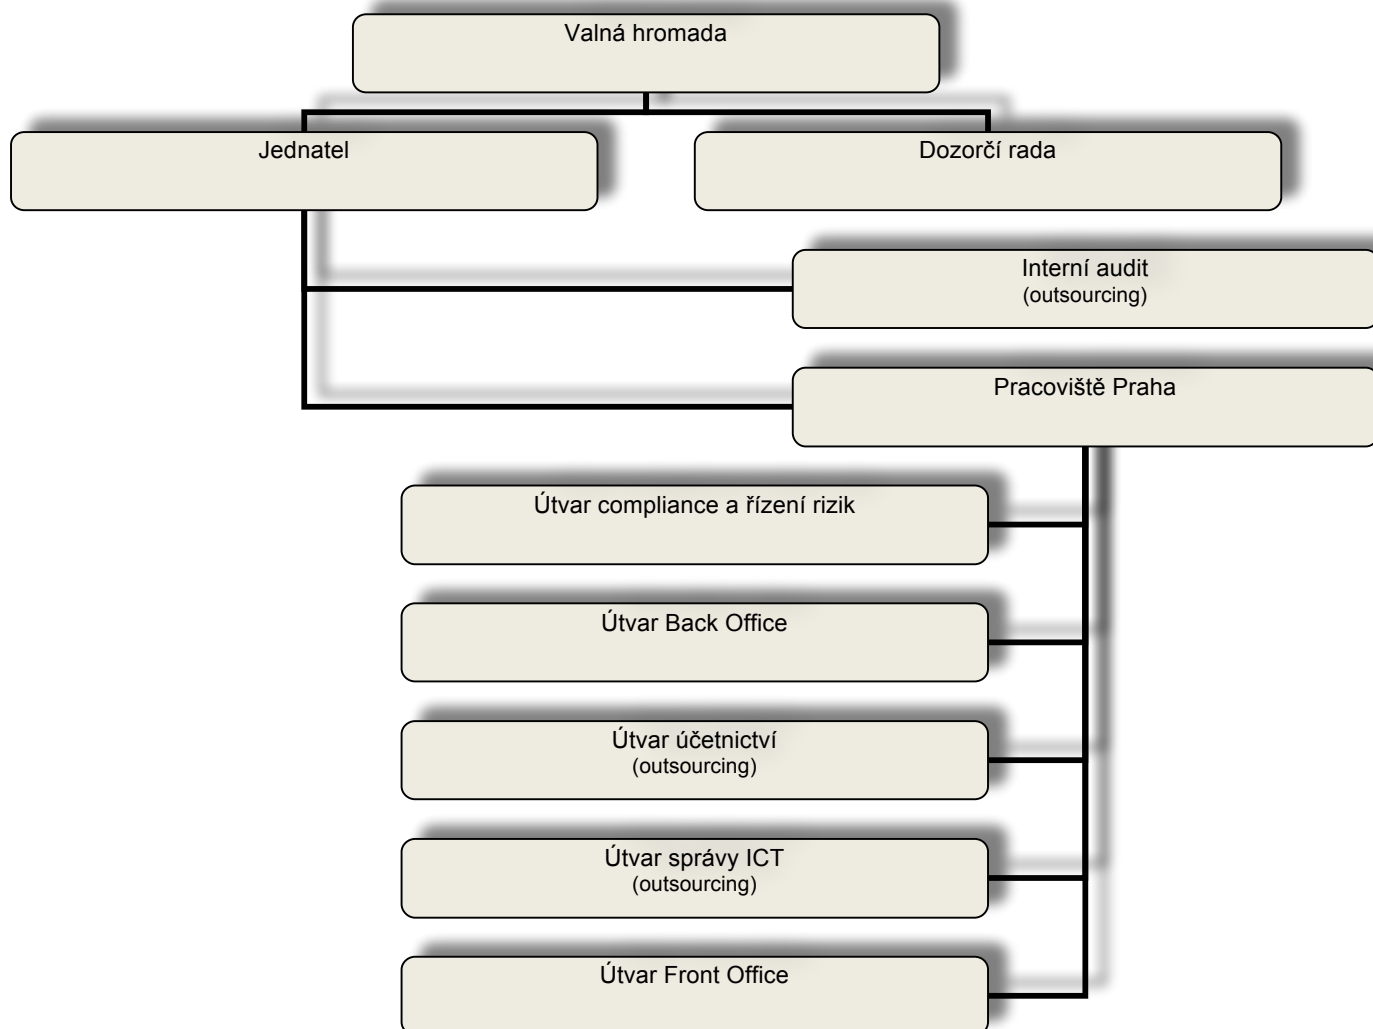 Valná hromada
Jednatel
Dozorčí rada
Interní audit
(outsourcing)
Pracoviště Praha
Útvar compliance a řízení rizik
Útvar Back Office
Útvar účetnictví
(outsourcing)
Útvar správy ICT
(outsourcing)
Útvar Front Office